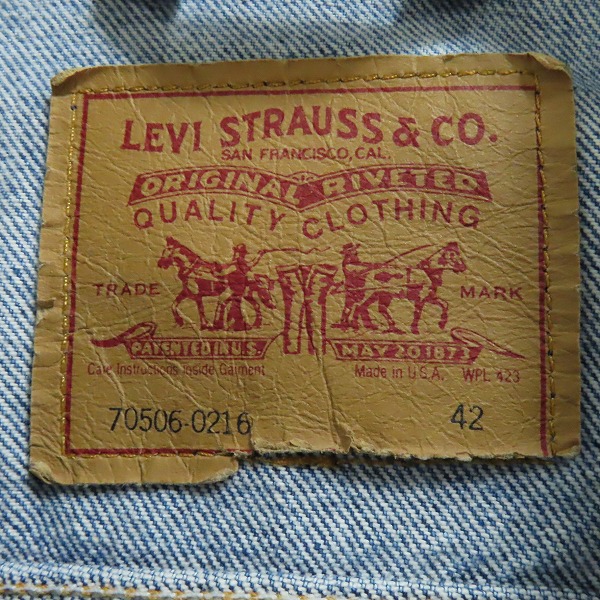 LEVI STRAUSS & CO.
SAN FRANCISCO, CAL.
ORIGINAL RIVETED
QUALITY CLOTHING
TRADE MARK
PATENTED IN U.S. MAY 20 1873
Care Instructions Inside Garment Made in U.S.A. WPL 423
70506-0216 42